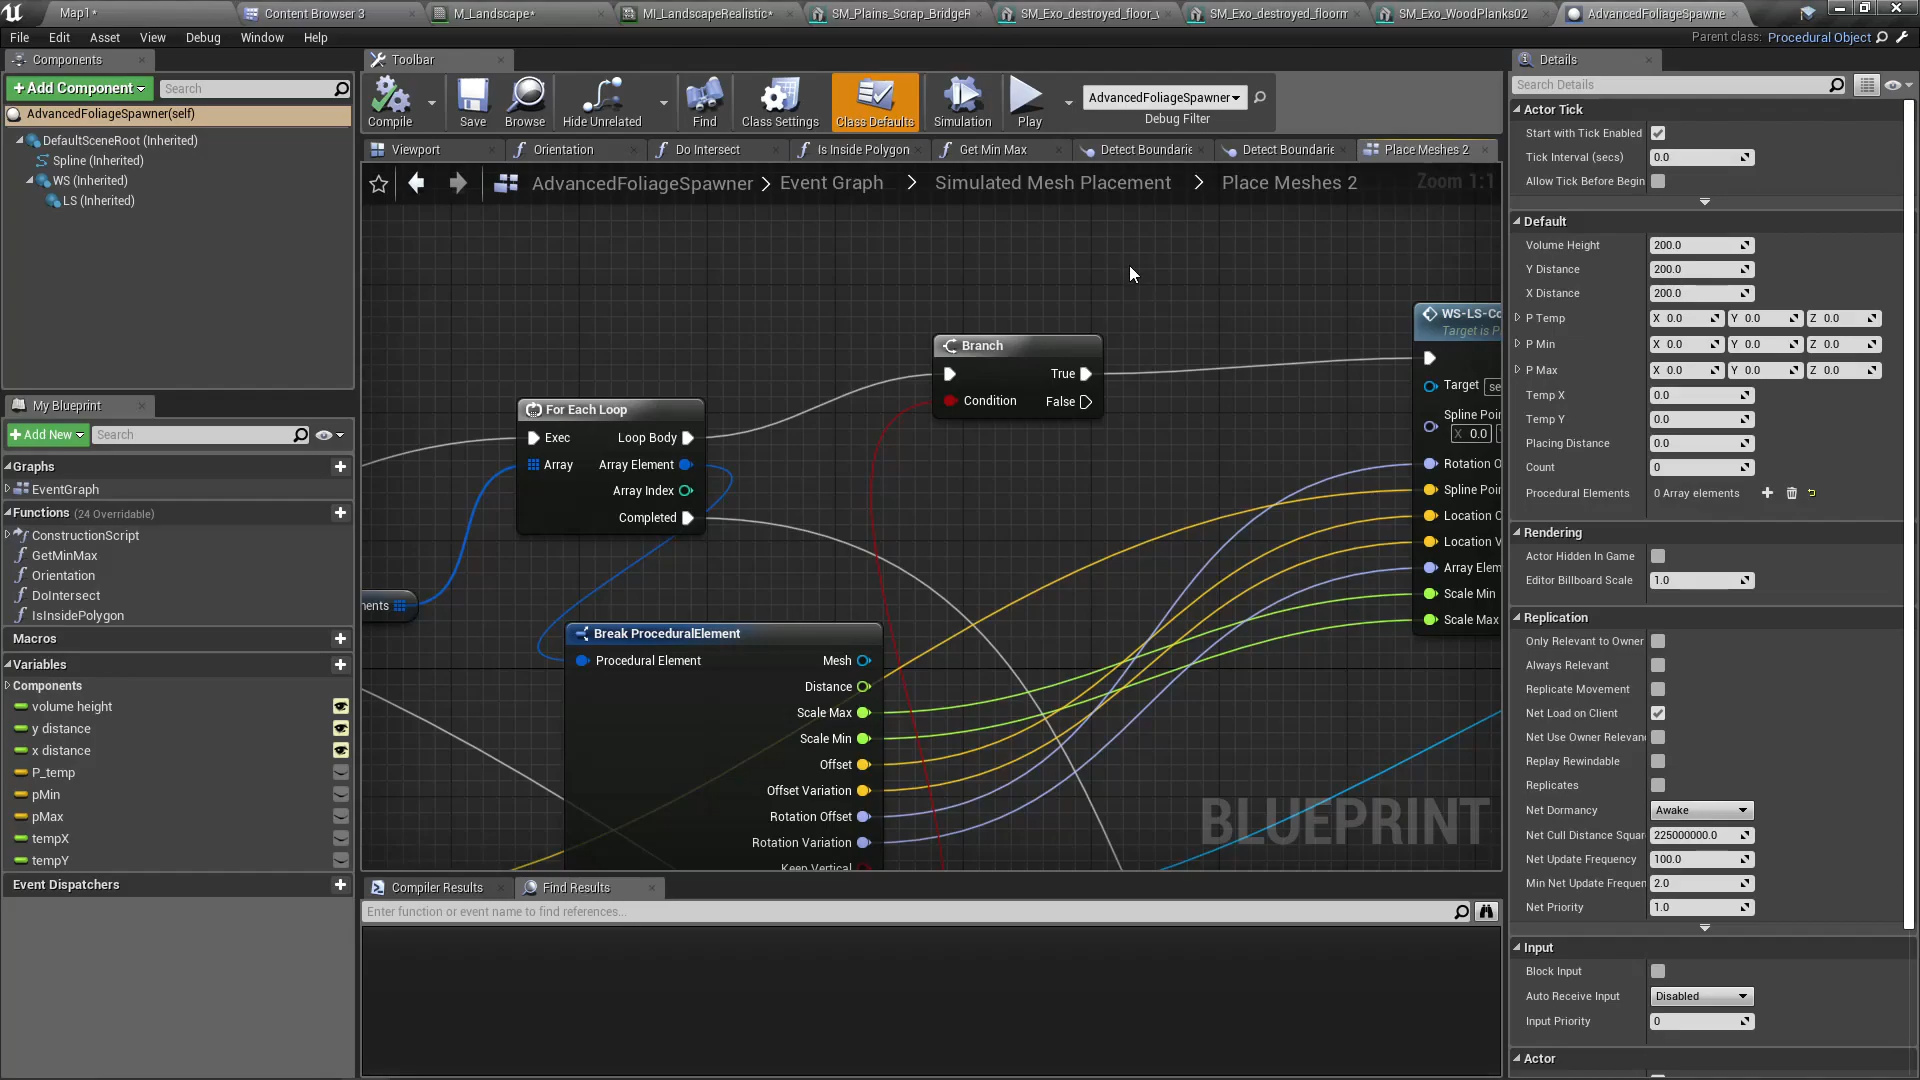 Map1*
Content Browser 3
M_Landscape*
MI_LandscapeRealistic*
SM_Plains_Scrap_BridgeR
SM_Exo_destroyed_floor_
SM_Exo_destroyed_floorm
SM_Exo_WoodPlanks02
AdvancedFoliageSpawne
File Edit Asset View Debug Window Help
Parent class: Procedural Object
Components
+ Add Component
Search
AdvancedFoliageSpawner(self)
DefaultSceneRoot (Inherited)
Spline (Inherited)
WS (Inherited)
LS (Inherited)
My Blueprint
+ Add New
Search
Graphs
EventGraph
Functions (24 Overridable)
ConstructionScript
GetMinMax
Orientation
DoIntersect
IsInsidePolygon
Macros
Variables
Components
volume height
y distance
x distance
P_temp
pMin
pMax
tempX
tempY
Event Dispatchers
Toolbar
Compile
Save
Browse
Hide Unrelated
Find
Class Settings
Class Defaults
Simulation
Play
AdvancedFoliageSpawner
Debug Filter
Viewport
Orientation
Do Intersect
Is Inside Polygon
Get Min Max
Detect Boundarie
Detect Boundarie
Place Meshes 2
AdvancedFoliageSpawner > Event Graph > Simulated Mesh Placement > Place Meshes 2
Zoom 1:1
For Each Loop
Exec
Loop Body
Array
Array Element
Array Index
Completed
Branch
True
Condition
False
WS-LS-Co
Target is P
Target
se
Spline Poi
X 0.0
Rotation O
Spline Poi
Location O
Location V
Array Elem
Scale Min
Scale Max
ments
Break ProceduralElement
Procedural Element
Mesh
Distance
Scale Max
Scale Min
Offset
Offset Variation
Rotation Offset
Rotation Variation
Keep Vertical
BLUEPRINT
Compiler Results
Find Results
Enter function or event name to find references...
Details
Search Details
Actor Tick
Start with Tick Enabled
Tick Interval (secs) 0.0
Allow Tick Before Begin
Default
Volume Height 200.0
Y Distance 200.0
X Distance 200.0
P Temp X 0.0 Y 0.0 Z 0.0
P Min X 0.0 Y 0.0 Z 0.0
P Max X 0.0 Y 0.0 Z 0.0
Temp X 0.0
Temp Y 0.0
Placing Distance 0.0
Count 0
Procedural Elements 0 Array elements
Rendering
Actor Hidden In Game
Editor Billboard Scale 1.0
Replication
Only Relevant to Owner
Always Relevant
Replicate Movement
Net Load on Client
Net Use Owner Relevan
Replay Rewindable
Replicates
Net Dormancy Awake
Net Cull Distance Squar 225000000.0
Net Update Frequency 100.0
Min Net Update Frequen 2.0
Net Priority 1.0
Input
Block Input
Auto Receive Input Disabled
Input Priority 0
Actor